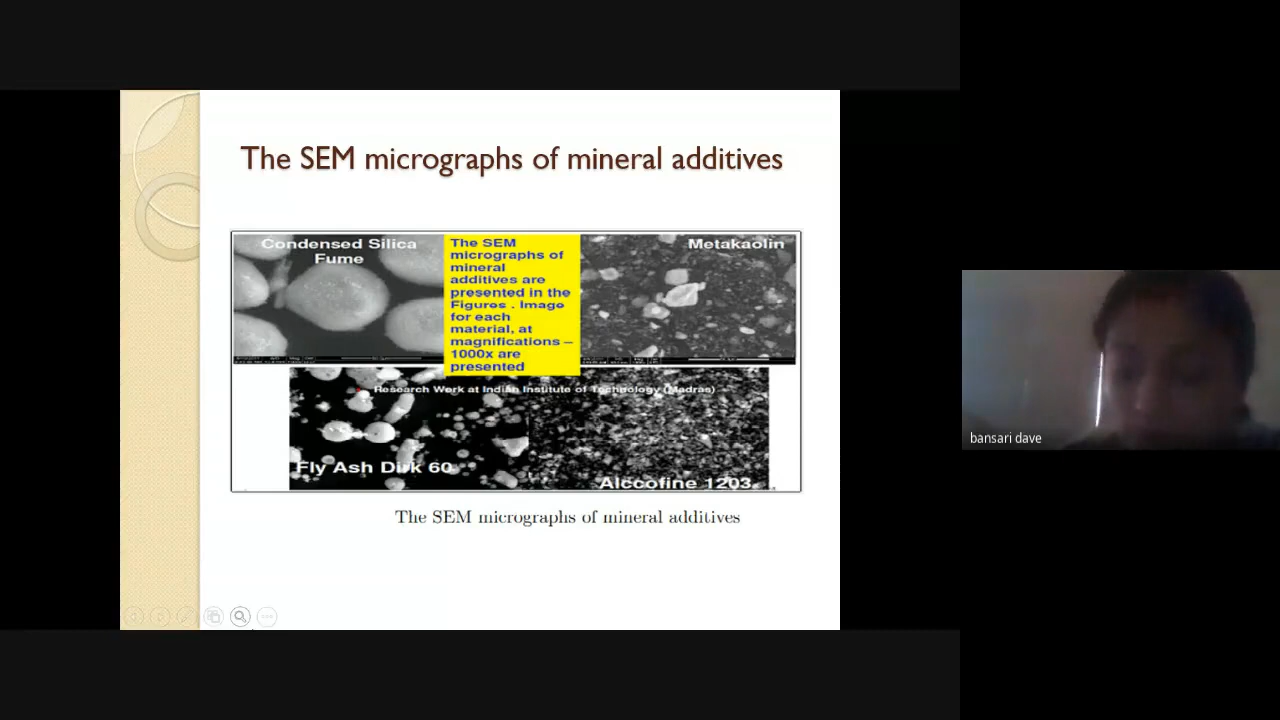 The SEM micrographs of mineral additives
Condensed Silica
Fume
The SEM
micrographs of
mineral
additives are
presented in the
Figures . Image
for each
material, at
magnifications –
1000x are
presented
Metakaolin
Research Work at Indian Institute of Technology (Madras)
Fly Ash Dirk 60
Alccofine 1203.
The SEM micrographs of mineral additives
bansari dave